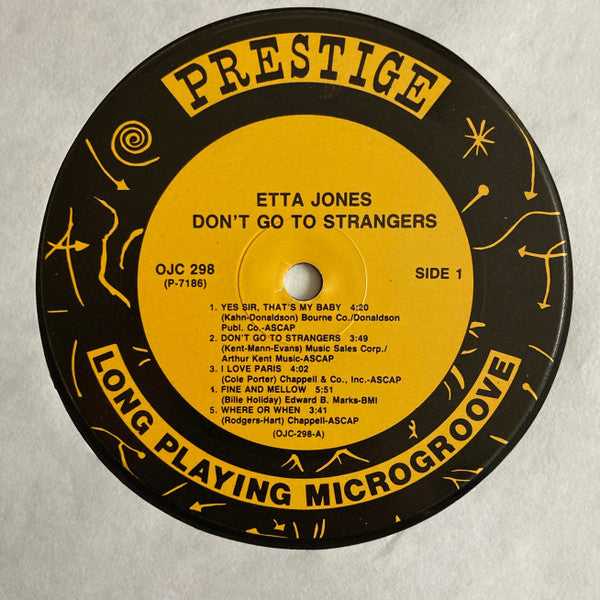 PRESTIGE
ETTA JONES
DON'T GO TO STRANGERS
OJC 298
(P-7186)
SIDE 1
1. YES SIR, THAT'S MY BABY 4:20
(Kahn-Donaldson) Bourne Co./Donaldson
Publ. Co.-ASCAP
2. DON'T GO TO STRANGERS 3:49
(Kent-Mann-Evans) Music Sales Corp./
Arthur Kent Music-ASCAP
3. I LOVE PARIS 4:02
(Cole Porter) Chappell & Co., Inc.-ASCAP
4. FINE AND MELLOW 5:51
(Bille Holiday) Edward B. Marks-BMI
5. WHERE OR WHEN 3:41
(Rodgers-Hart) Chappell-ASCAP
(OJC-298-A)
LONG PLAYING MICROGROOVE